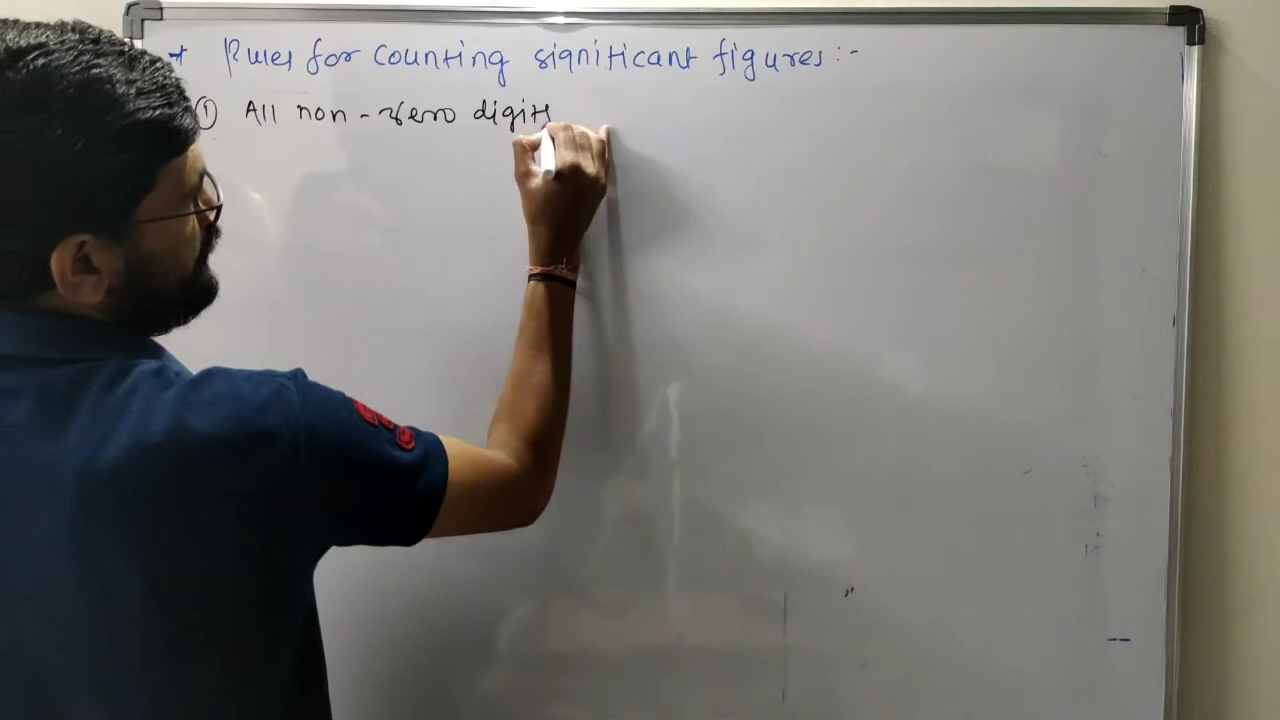 * Rules for counting significant figures :-
① All non-zero digits